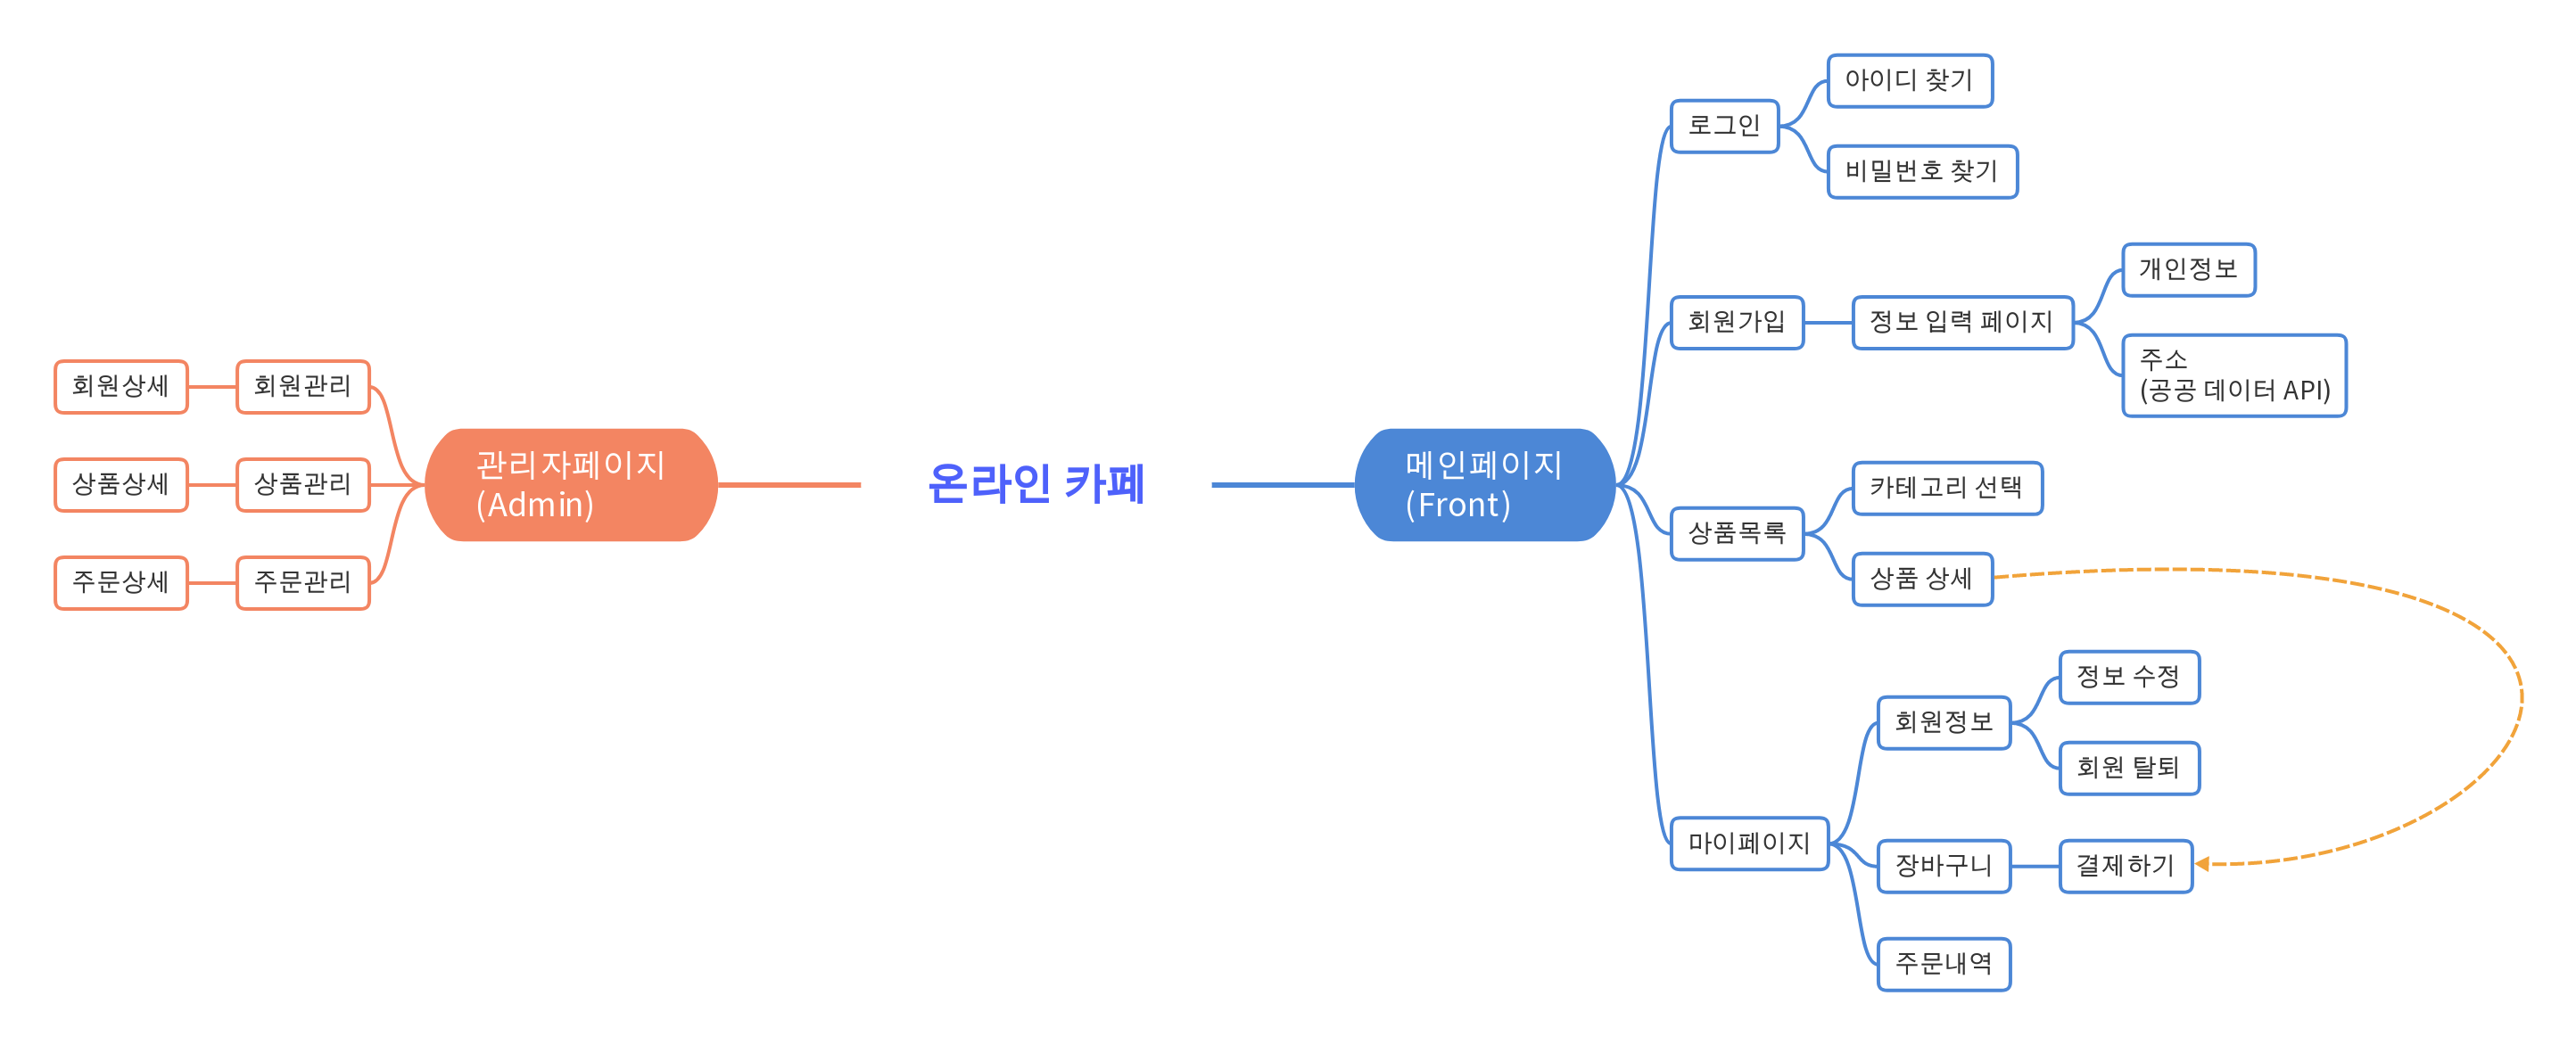 온라인 카페
관리자페이지
(Admin)
회원관리
회원상세
상품관리
상품상세
주문관리
주문상세
메인페이지
(Front)
로그인
아이디 찾기
비밀번호 찾기
회원가입
정보 입력 페이지
개인정보
주소
(공공 데이터 API)
상품목록
카테고리 선택
상품 상세
마이페이지
회원정보
정보 수정
회원 탈퇴
장바구니
결제하기
주문내역